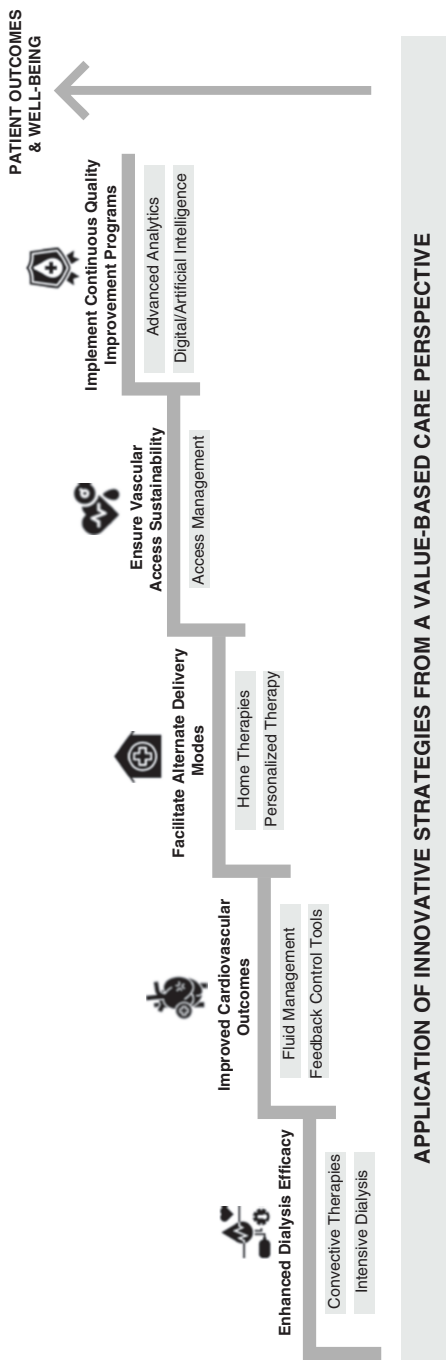 PATIENT OUTCOMES
& WELL-BEING
Enhanced Dialysis Efficacy
Convective Therapies
Intensive Dialysis
Improved Cardiovascular
Outcomes
Fluid Management
Feedback Control Tools
Facilitate Alternate Delivery
Modes
Home Therapies
Personalized Therapy
Ensure Vascular
Access Sustainability
Access Management
Implement Continuous Quality
Improvement Programs
Advanced Analytics
Digital/Artificial Intelligence
APPLICATION OF INNOVATIVE STRATEGIES FROM A VALUE-BASED CARE PERSPECTIVE